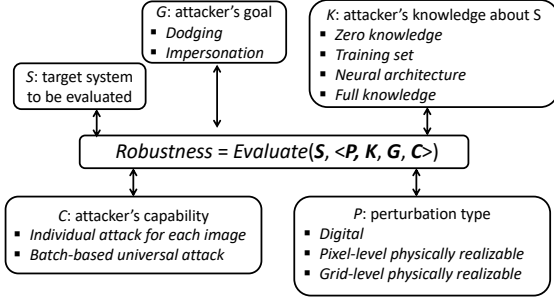 G: attacker's goal
▪ Dodging
▪ Impersonation
K: attacker's knowledge about S
▪ Zero knowledge
▪ Training set
▪ Neural architecture
▪ Full knowledge
S: target system
to be evaluated
Robustness = Evaluate(S, <P, K, G, C>)
C: attacker's capability
▪ Individual attack for each image
▪ Batch-based universal attack
P: perturbation type
▪ Digital
▪ Pixel-level physically realizable
▪ Grid-level physically realizable